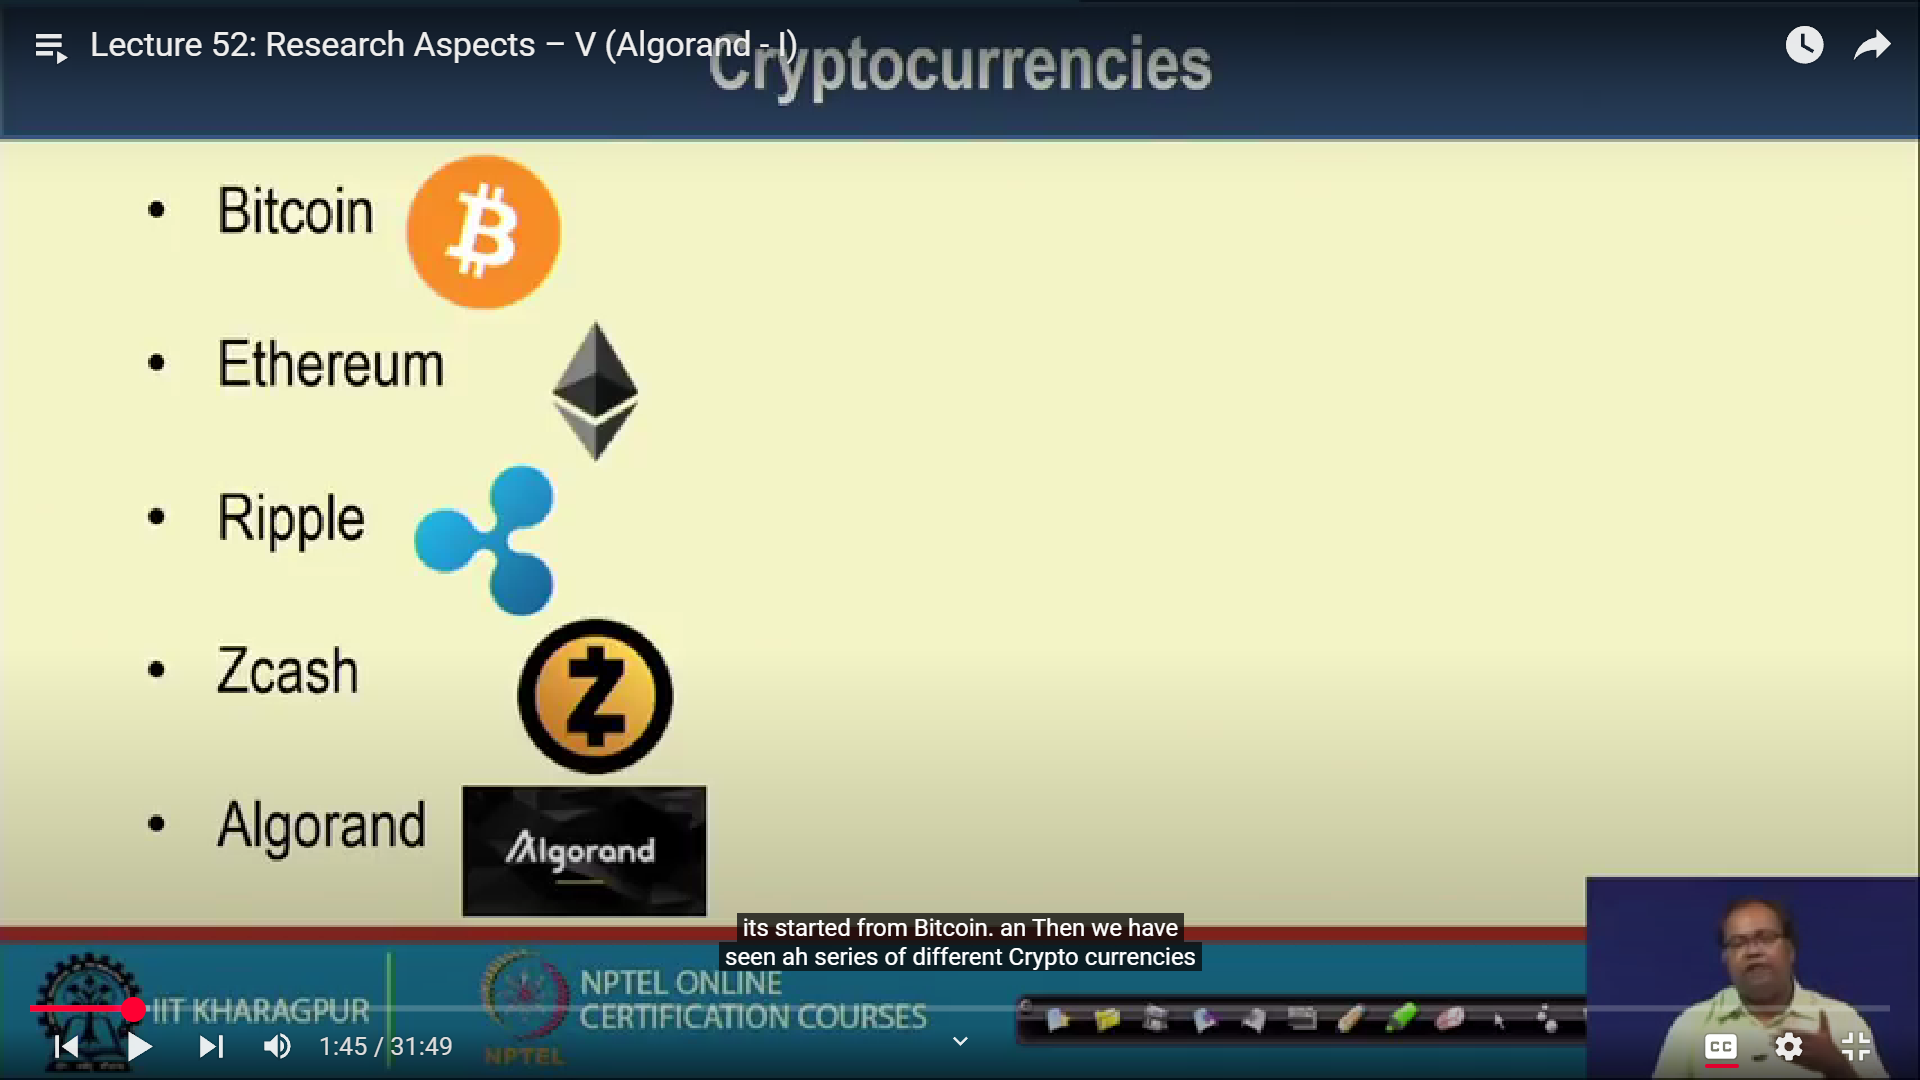 Lecture 52: Research Aspects – V (Algorand - I)
Cryptocurrencies
• Bitcoin
• Ethereum
• Ripple
• Zcash
• Algorand
Algorand
its started from Bitcoin. an Then we have
seen ah series of different Crypto currencies
IIT KHARAGPUR
NPTEL
NPTEL ONLINE
CERTIFICATION COURSES
1:45 / 31:49
CC